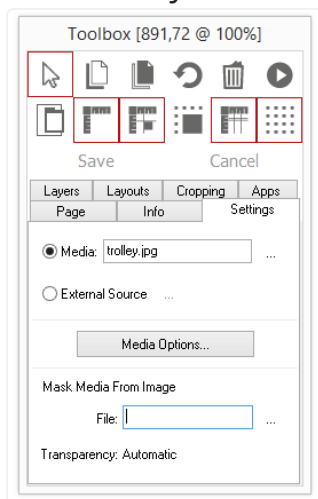 Toolbox [891,72 @ 100%]
Save Cancel
Layers Layouts Cropping Apps
Page Info Settings
Media: trolley.jpg ...
External Source ...
Media Options...
Mask Media From Image
File: ...
Transparency: Automatic